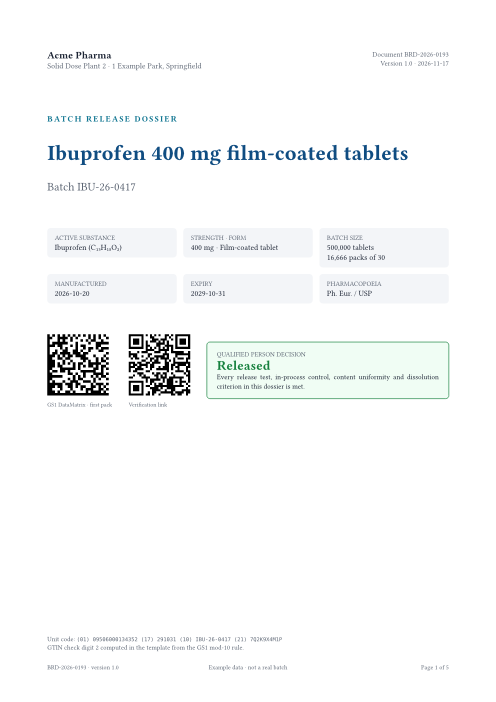 Acme Pharma
Solid Dose Plant 2 · 1 Example Park, Springfield
Document BRD-2026-0193
Version 1.0 · 2026-11-17
BATCH RELEASE DOSSIER
Ibuprofen 400 mg film-coated tablets
Batch IBU-26-0417
ACTIVE SUBSTANCE
Ibuprofen (C₁₃H₁₈O₂)
STRENGTH · FORM
400 mg · Film-coated tablet
BATCH SIZE
500,000 tablets
16,666 packs of 30
MANUFACTURED
2026-10-20
EXPIRY
2029-10-31
PHARMACOPOEIA
Ph. Eur. / USP
GS1 DataMatrix · first pack
Verification link
QUALIFIED PERSON DECISION
Released
Every release test, in-process control, content uniformity and dissolution
criterion in this dossier is met.
Unit code: (01) 09506000134352 (17) 291031 (10) IBU-26-0417 (21) 7Q2K9X4M1P
GTIN check digit 2 computed in the template from the GS1 mod-10 rule.
BRD-2026-0193 · version 1.0
Example data · not a real batch
Page 1 of 5